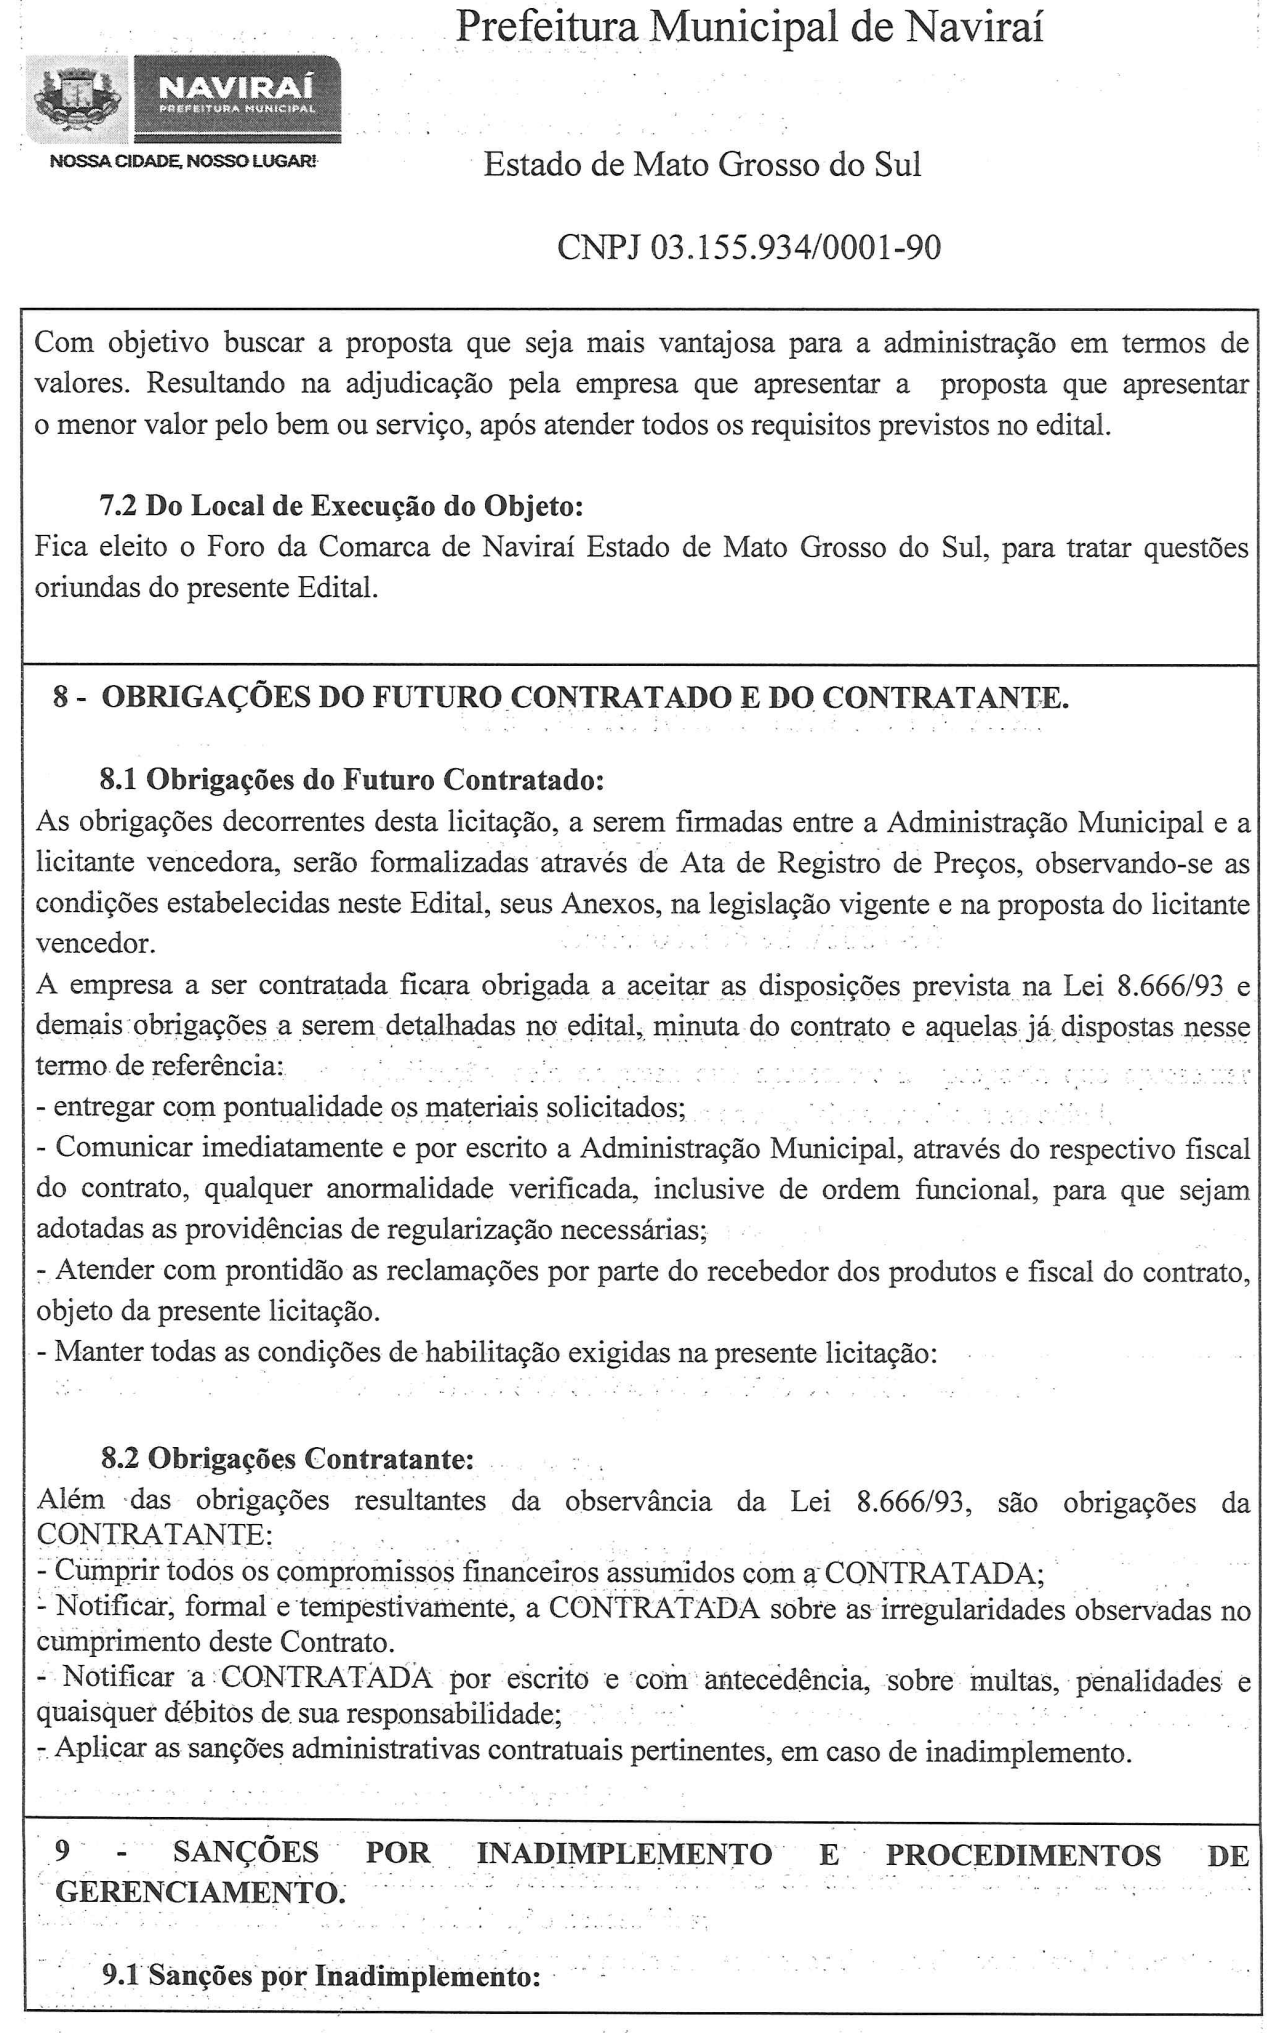 Prefeitura Municipal de Naviraí
NAVIRAÍ
PREFEITURA MUNICIPAL
NOSSA CIDADE, NOSSO LUGAR!
Estado de Mato Grosso do Sul
CNPJ 03.155.934/0001-90
Com objetivo buscar a proposta que seja mais vantajosa para a administração em termos de
valores. Resultando na adjudicação pela empresa que apresentar a proposta que apresentar
o menor valor pelo bem ou serviço, após atender todos os requisitos previstos no edital.
7.2 Do Local de Execução do Objeto:
Fica eleito o Foro da Comarca de Naviraí Estado de Mato Grosso do Sul, para tratar questões
oriundas do presente Edital.
8 - OBRIGAÇÕES DO FUTURO CONTRATADO E DO CONTRATANTE.
8.1 Obrigações do Futuro Contratado:
As obrigações decorrentes desta licitação, a serem firmadas entre a Administração Municipal e a
licitante vencedora, serão formalizadas através de Ata de Registro de Preços, observando-se as
condições estabelecidas neste Edital, seus Anexos, na legislação vigente e na proposta do licitante
vencedor.
A empresa a ser contratada ficara obrigada a aceitar as disposições prevista na Lei 8.666/93 e
demais obrigações a serem detalhadas no edital, minuta do contrato e aquelas já dispostas nesse
termo de referência:
- entregar com pontualidade os materiais solicitados;
- Comunicar imediatamente e por escrito a Administração Municipal, através do respectivo fiscal
do contrato, qualquer anormalidade verificada, inclusive de ordem funcional, para que sejam
adotadas as providências de regularização necessárias;
- Atender com prontidão as reclamações por parte do recebedor dos produtos e fiscal do contrato,
objeto da presente licitação.
- Manter todas as condições de habilitação exigidas na presente licitação:
8.2 Obrigações Contratante:
Além das obrigações resultantes da observância da Lei 8.666/93, são obrigações da
CONTRATANTE:
- Cumprir todos os compromissos financeiros assumidos com a CONTRATADA;
- Notificar, formal e tempestivamente, a CONTRATADA sobre as irregularidades observadas no
cumprimento deste Contrato.
- Notificar a CONTRATADA por escrito e com antecedência, sobre multas, penalidades e
quaisquer débitos de sua responsabilidade;
- Aplicar as sanções administrativas contratuais pertinentes, em caso de inadimplemento.
9 - SANÇÕES POR INADIMPLEMENTO E PROCEDIMENTOS DE
GERENCIAMENTO.
9.1 Sanções por Inadimplemento: